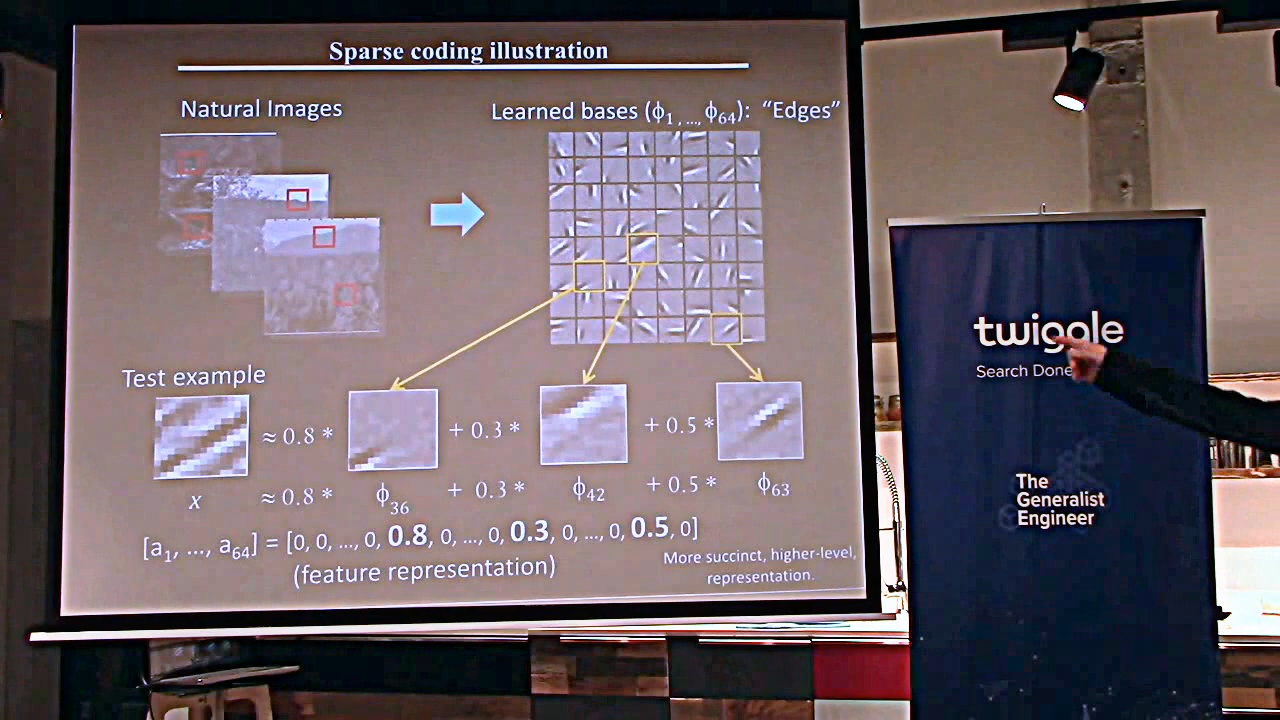 Sparse coding illustration
Natural Images
Learned bases (ϕ1 , …, ϕ64): “Edges”
Test example
≈ 0.8 * + 0.3 * + 0.5 *
x ≈ 0.8 * ϕ36 + 0.3 * ϕ42 + 0.5 * ϕ63
[a1, …, a64] = [0, 0, …, 0, 0.8, 0, …, 0, 0.3, 0, …, 0, 0.5, 0]
(feature representation)
More succinct, higher-level,
representation.
twiggle
Search Done
The
Generalist
Engineer